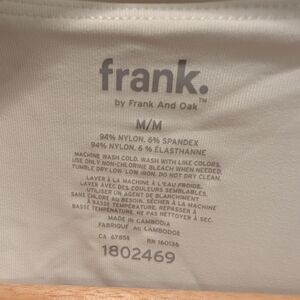 frank.™
by Frank And Oak
M/M
94% NYLON, 6% SPANDEX
94% NYLON, 6 % ÉLASTHANNE
MACHINE WASH COLD. WASH WITH LIKE COLORS.
USE ONLY NON-CHLORINE BLEACH WHEN NEEDED.
TUMBLE DRY LOW. LOW IRON. DO NOT DRY CLEAN.
LAVER À LA MACHINE À L'EAU FROIDE.
LAVER AVEC DES COULEURS SEMBLABLES.
UTILISER UN AGENT DE BLANCHIMENT
SANS CHLORE AU BESOIN. SÉCHER À LA MACHINE
À BASSE TEMPÉRATURE. REPASSER À
BASSE TEMPÉRATURE. NE PAS NETTOYER À SEC.
MADE IN CAMBODIA
FABRIQUÉ AU CAMBODGE
CA 67854 RN 160536
1802469